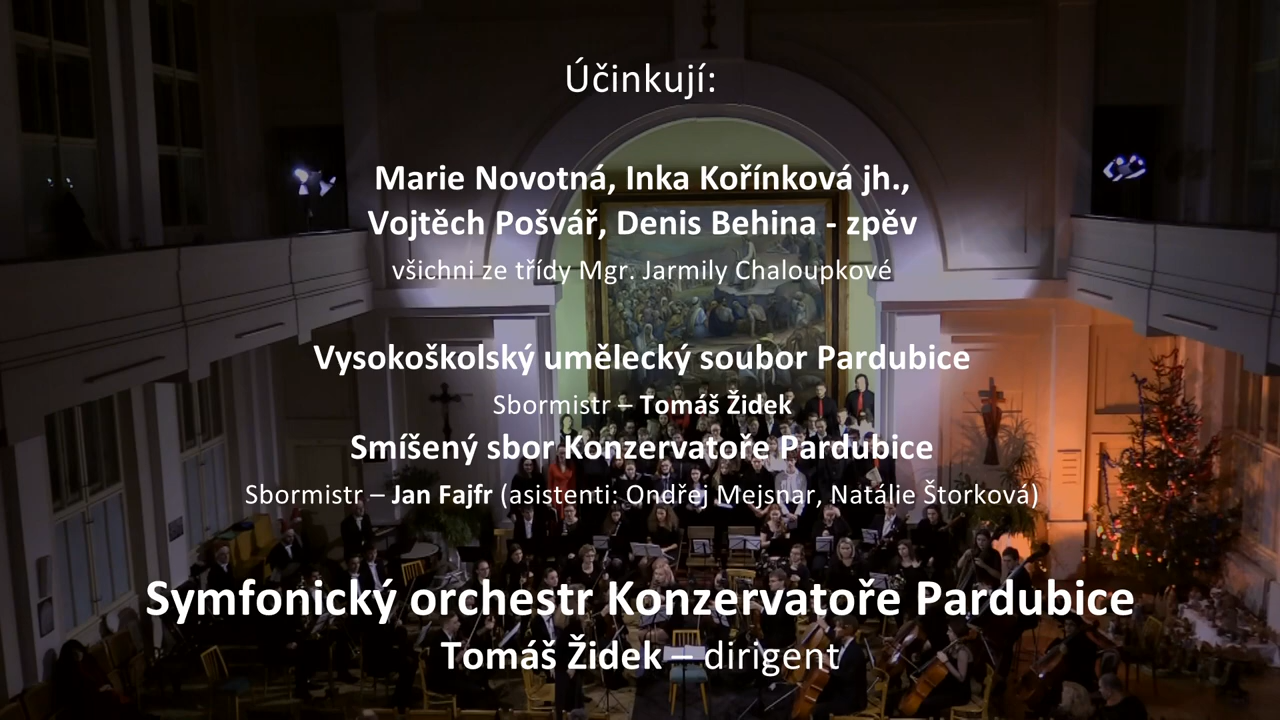 Účinkují:
Marie Novotná, Inka Kořínková jh.,
Vojtěch Pošvář, Denis Behina - zpěv
všichni ze třídy Mgr. Jarmily Chaloupkové
Vysokoškolský umělecký soubor Pardubice
Sbormistr – Tomáš Židek
Smíšený sbor Konzervatoře Pardubice
Sbormistr – Jan Fajfr (asistenti: Ondřej Mejsnar, Natálie Štorková)
Symfonický orchestr Konzervatoře Pardubice
Tomáš Židek – dirigent